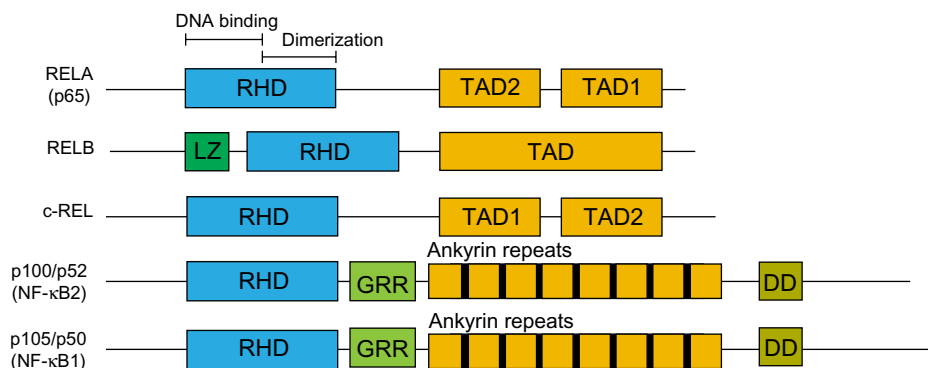 DNA binding
Dimerization
RELA
(p65)
RHD
TAD2
TAD1
RELB
LZ
RHD
TAD
c-REL
RHD
TAD1
TAD2
Ankyrin repeats
p100/p52
(NF-κB2)
RHD
GRR
DD
Ankyrin repeats
p105/p50
(NF-κB1)
RHD
GRR
DD